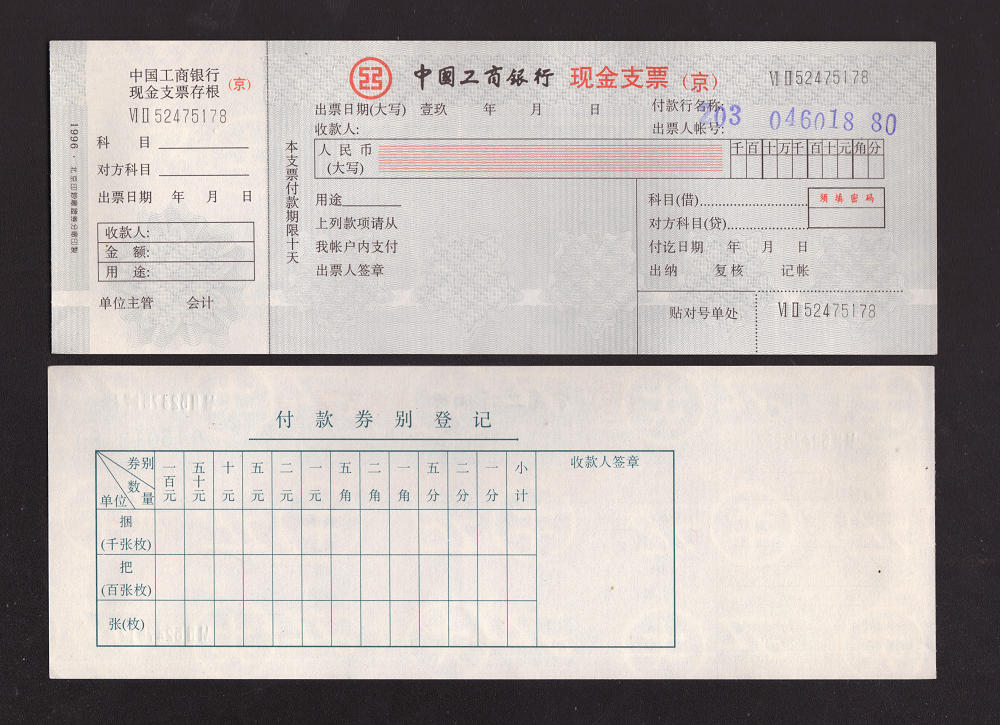 中国工商银行
现金支票存根 (京)
Ⅵ Ⅱ 52475178
科 目
对方科目
出票日期 年 月 日
收款人:
金 额:
用 途:
单位主管 会计
本支票付款期限十天
中國工商银行 现金支票 (京) Ⅵ Ⅱ 52475178
出票日期(大写) 壹玖 年 月 日 付款行名称:
203 046018 80
收款人: 出票人帐号:
人民币
(大写)
千 百 十 万 千 百 十 元 角 分
用途
上列款项请从
我帐户内支付
出票人签章
科目(借)
对方科目(贷)
须填密码
付讫日期 年 月 日
出纳 复核 记帐
贴对号单处 Ⅵ Ⅱ 52475178
付款券别登记
券别 数量 单位
一百元 五十元 十元 五元 二元 一元 五角 二角 一角 五分 二分 一分 小计 收款人签章
捆
(千张枚)
把
(百张枚)
张(枚)